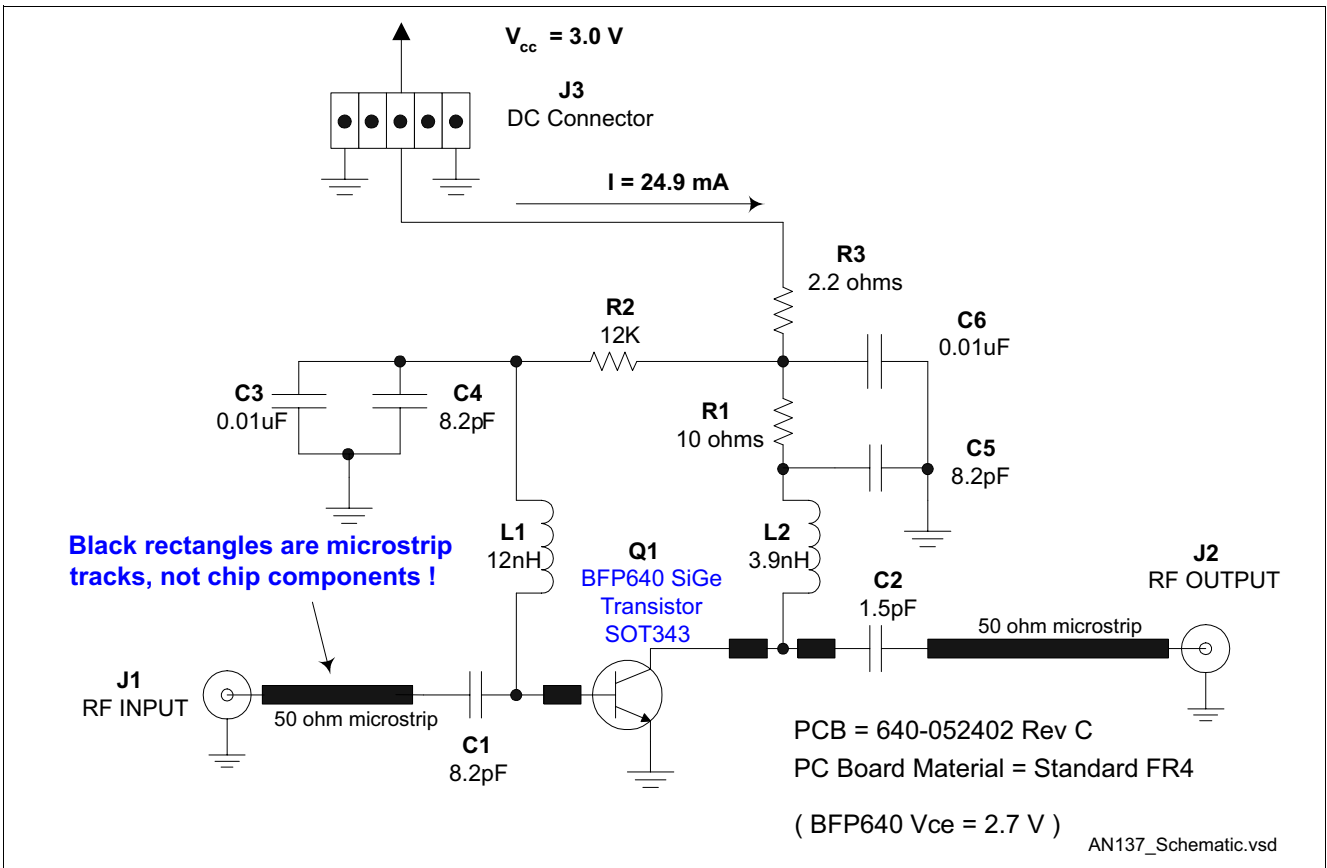 Vcc = 3.0 V
J3
DC Connector
I = 24.9 mA
R3
2.2 ohms
R2
12K
C6
0.01uF
C3
0.01uF
C4
8.2pF
R1
10 ohms
C5
8.2pF
Black rectangles are microstrip
tracks, not chip components !
L1
12nH
Q1
BFP640 SiGe
Transistor
SOT343
L2
3.9nH
C2
1.5pF
J2
RF OUTPUT
50 ohm microstrip
J1
RF INPUT
50 ohm microstrip
C1
8.2pF
PCB = 640-052402 Rev C
PC Board Material = Standard FR4
( BFP640 Vce = 2.7 V )
AN137_Schematic.vsd